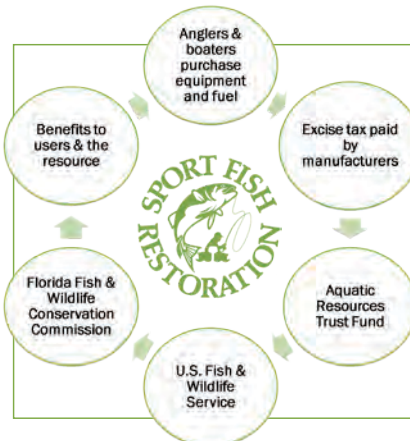 Anglers &
boaters
purchase
equipment
and fuel
Excise tax paid
by
manufacturers
Aquatic
Resources
Trust Fund
U.S. Fish &
Wildlife
Service
Florida Fish &
Wildlife
Conservation
Commission
Benefits to
users & the
resource
SPORT FISH
RESTORATION